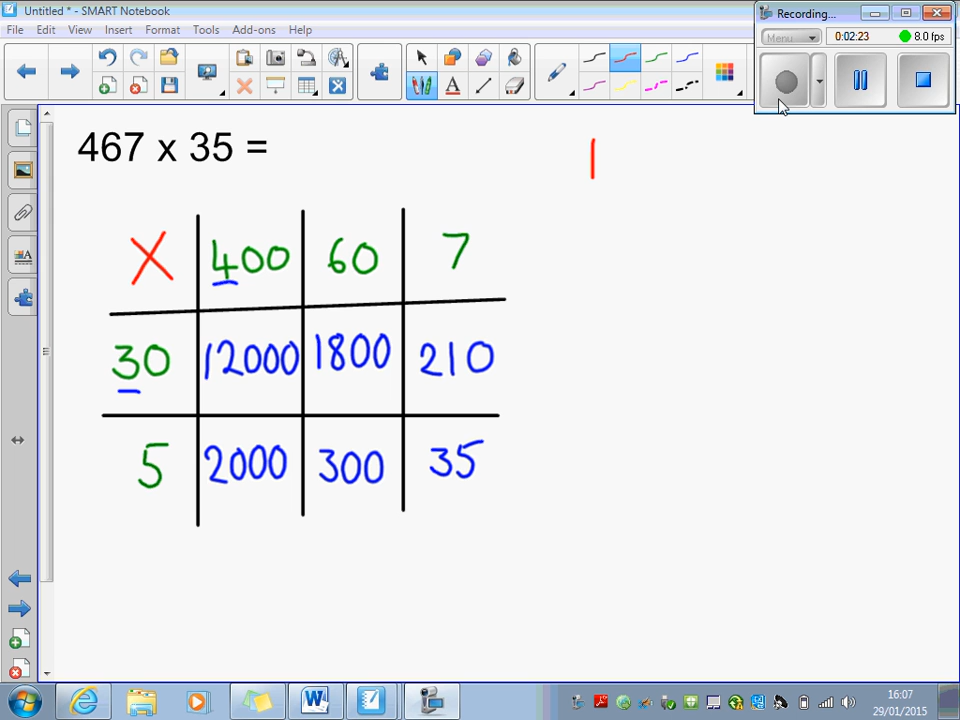 Untitled * - SMART Notebook
File Edit View Insert Format Tools Add-ons Help
Recording...
Menu 0:02:23 8.0 fps
467 x 35 =
1
X 400 60 7
30 12000 1800 210
5 2000 300 35
16:07
29/01/2015